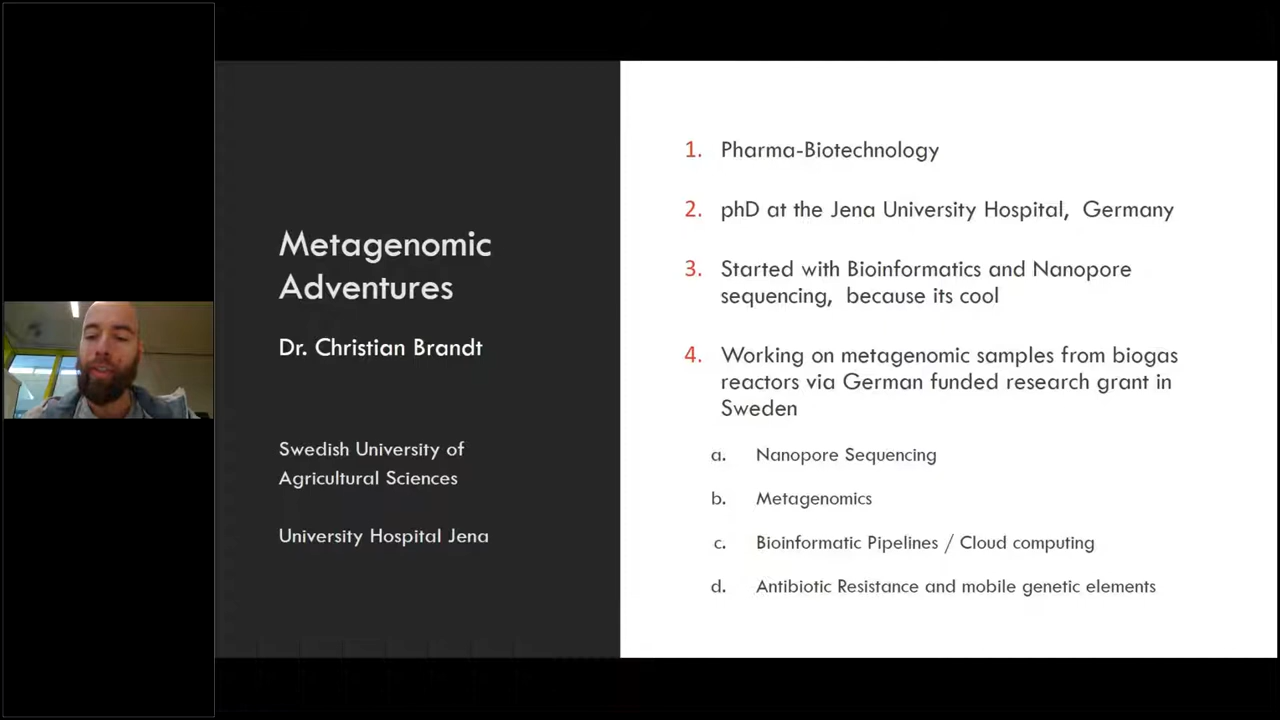 Metagenomic
Adventures
Dr. Christian Brandt
Swedish University of
Agricultural Sciences
University Hospital Jena
1. Pharma-Biotechnology
2. phD at the Jena University Hospital, Germany
3. Started with Bioinformatics and Nanopore
sequencing, because its cool
4. Working on metagenomic samples from biogas
reactors via German funded research grant in
Sweden
a. Nanopore Sequencing
b. Metagenomics
c. Bioinformatic Pipelines / Cloud computing
d. Antibiotic Resistance and mobile genetic elements